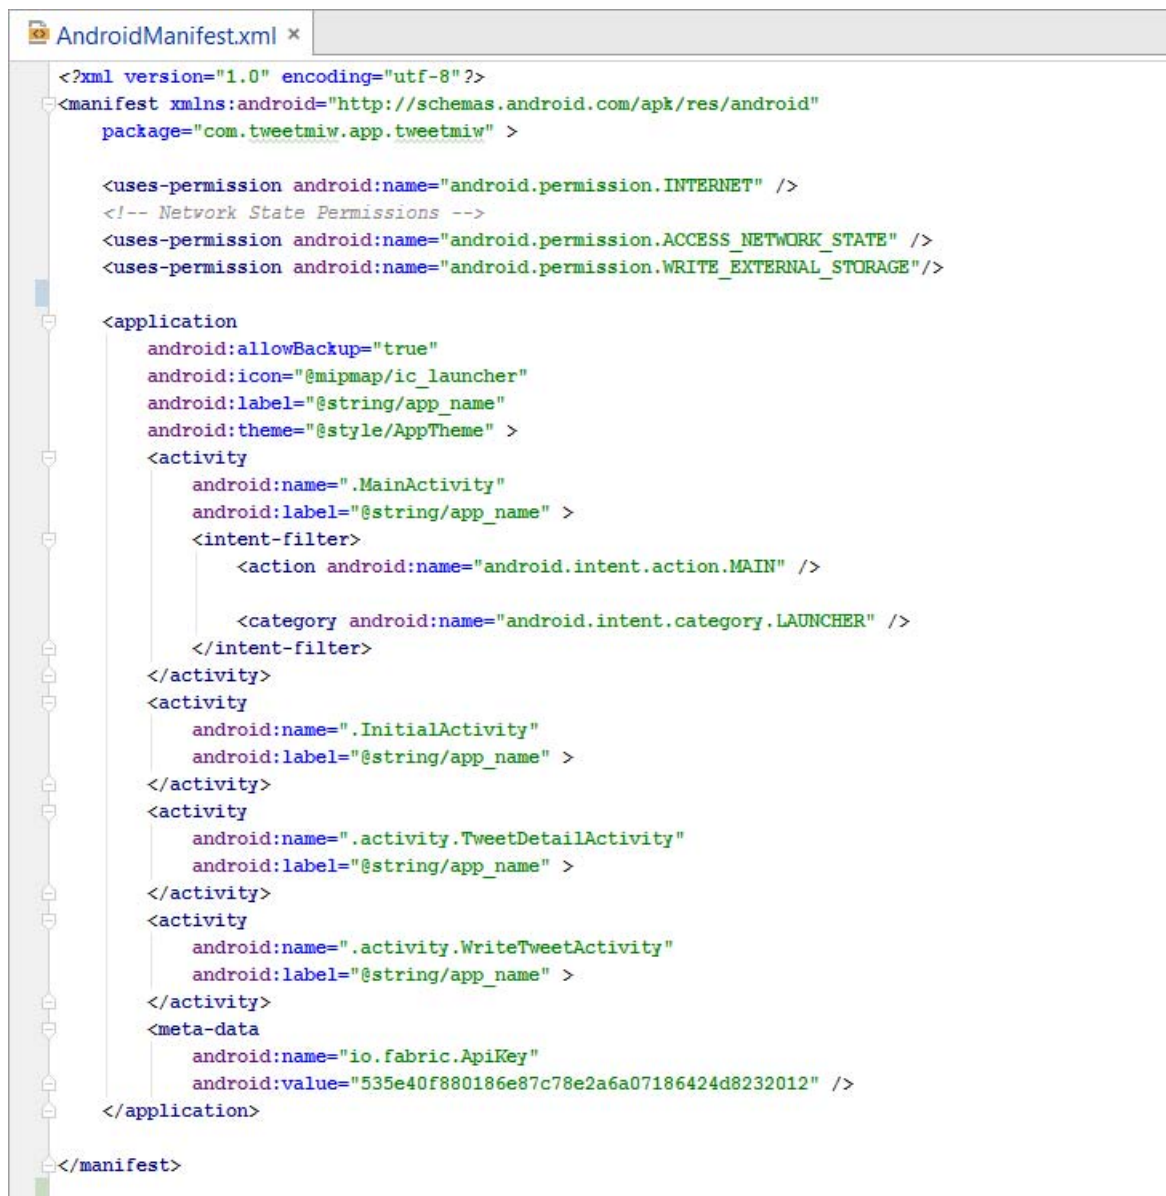 AndroidManifest.xml ×
<?xml version="1.0" encoding="utf-8"?>
<manifest xmlns:android="http://schemas.android.com/apk/res/android"
    package="com.tweetmiw.app.tweetmiw" >

    <uses-permission android:name="android.permission.INTERNET" />
    <!-- Network State Permissions -->
    <uses-permission android:name="android.permission.ACCESS_NETWORK_STATE" />
    <uses-permission android:name="android.permission.WRITE_EXTERNAL_STORAGE"/>

    <application
        android:allowBackup="true"
        android:icon="@mipmap/ic_launcher"
        android:label="@string/app_name"
        android:theme="@style/AppTheme" >
        <activity
            android:name=".MainActivity"
            android:label="@string/app_name" >
            <intent-filter>
                <action android:name="android.intent.action.MAIN" />

                <category android:name="android.intent.category.LAUNCHER" />
            </intent-filter>
        </activity>
        <activity
            android:name=".InitialActivity"
            android:label="@string/app_name" >
        </activity>
        <activity
            android:name=".activity.TweetDetailActivity"
            android:label="@string/app_name" >
        </activity>
        <activity
            android:name=".activity.WriteTweetActivity"
            android:label="@string/app_name" >
        </activity>
        <meta-data
            android:name="io.fabric.ApiKey"
            android:value="535e40f880186e87c78e2a6a07186424d8232012" />
    </application>

</manifest>